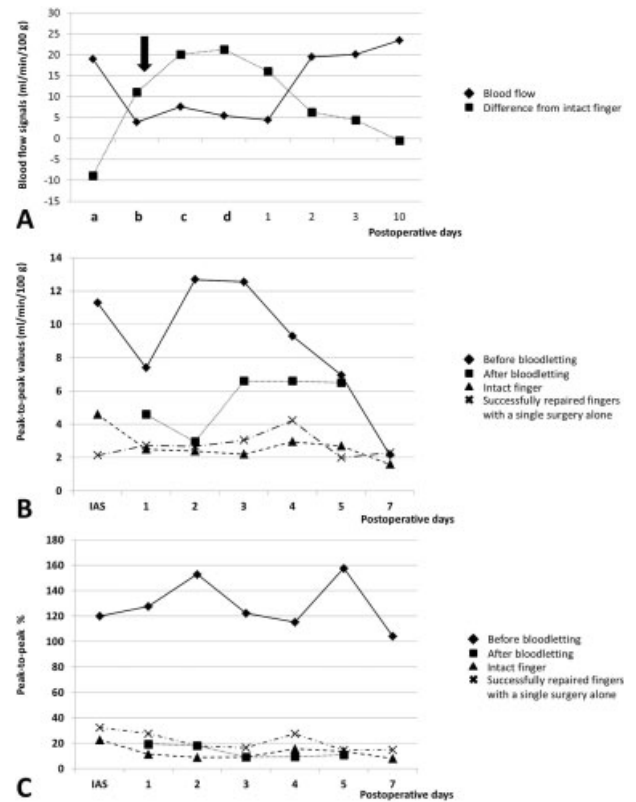 Blood flow signals (ml/min/100 g)
30
25
20
15
10
5
0
-5
-10
-15
a b c d 1 2 3 10
Postoperative days
A
Blood flow
Difference from intact finger
Peak-to-peak values (ml/min/100 g)
14
12
10
8
6
4
2
0
IAS 1 2 3 4 5 7
Postoperative days
B
Before bloodletting
After bloodletting
Intact finger
Successfully repaired fingers
with a single surgery alone
Peak-to-peak %
180
160
140
120
100
80
60
40
20
0
IAS 1 2 3 4 5 7
Postoperative days
C
Before bloodletting
After bloodletting
Intact finger
Successfully repaired fingers
with a single surgery alone